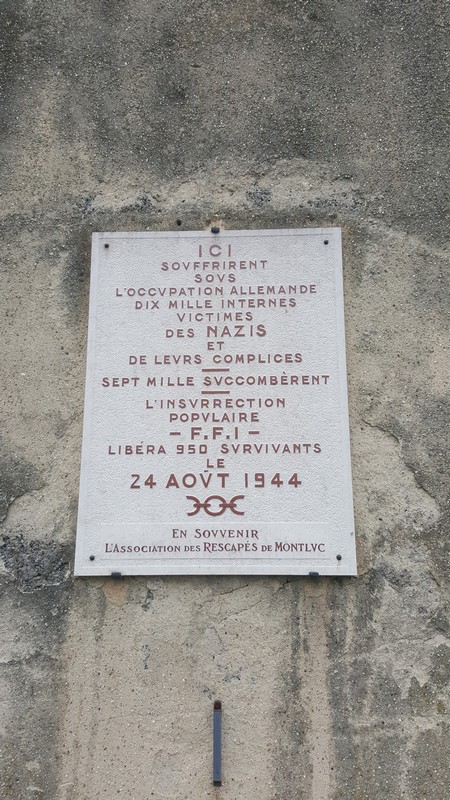 ICI
SOVFFRIRENT
SOVS
L'OCCVPATION ALLEMANDE
DIX MILLE INTERNES
VICTIMES
DES NAZIS
ET
DE LEVRS COMPLICES
SEPT MILLE SVCCOMBÈRENT
L'INSVRRECTION
POPVLAIRE
– F.F.I –
LIBÉRA 950 SVRVIVANTS
LE
24 AOV̂T 1944
EN SOVVENIR
L'ASSOCIATION DES RESCAPÉS DE MONTLVC